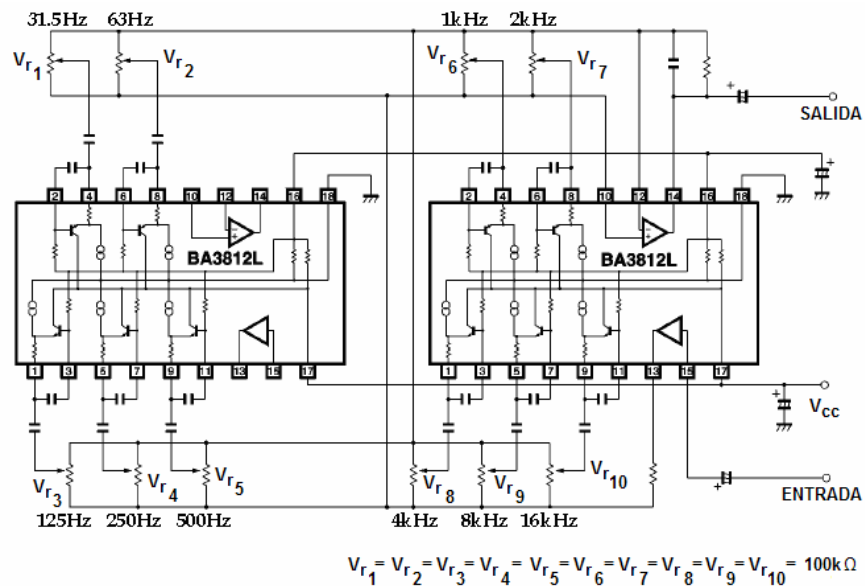 31.5Hz 63Hz 1kHz 2kHz
Vr1 Vr2 Vr6 Vr7
SALIDA
+
+
2 4 6 8 10 12 14 16 18 2 4 6 8 10 12 14 16 18
- +
- +
BA3812L BA3812L
1 3 5 7 9 11 13 15 17 1 3 5 7 9 11 13 15 17
+
Vcc
Vr3 Vr4 Vr5 Vr8 Vr9 Vr10
+
ENTRADA
125Hz 250Hz 500Hz 4kHz 8kHz 16kHz
Vr1 = Vr2 = Vr3 = Vr4 = Vr5 = Vr6 = Vr7 = Vr8 = Vr9 = Vr10 = 100kΩ